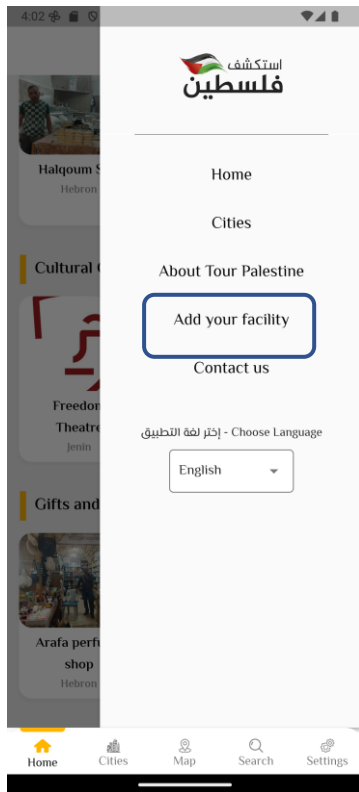 4:02
استكشف
فلسطين
Home
Cities
About Tour Palestine
Add your facility
Contact us
إختر لغة التطبيق - Choose Language
English
Halqoum
Hebron
Cultural
Freedom
Theatre
Jenin
Gifts and
Arafa perfu
shop
Hebron
Home
Cities
Map
Search
Settings